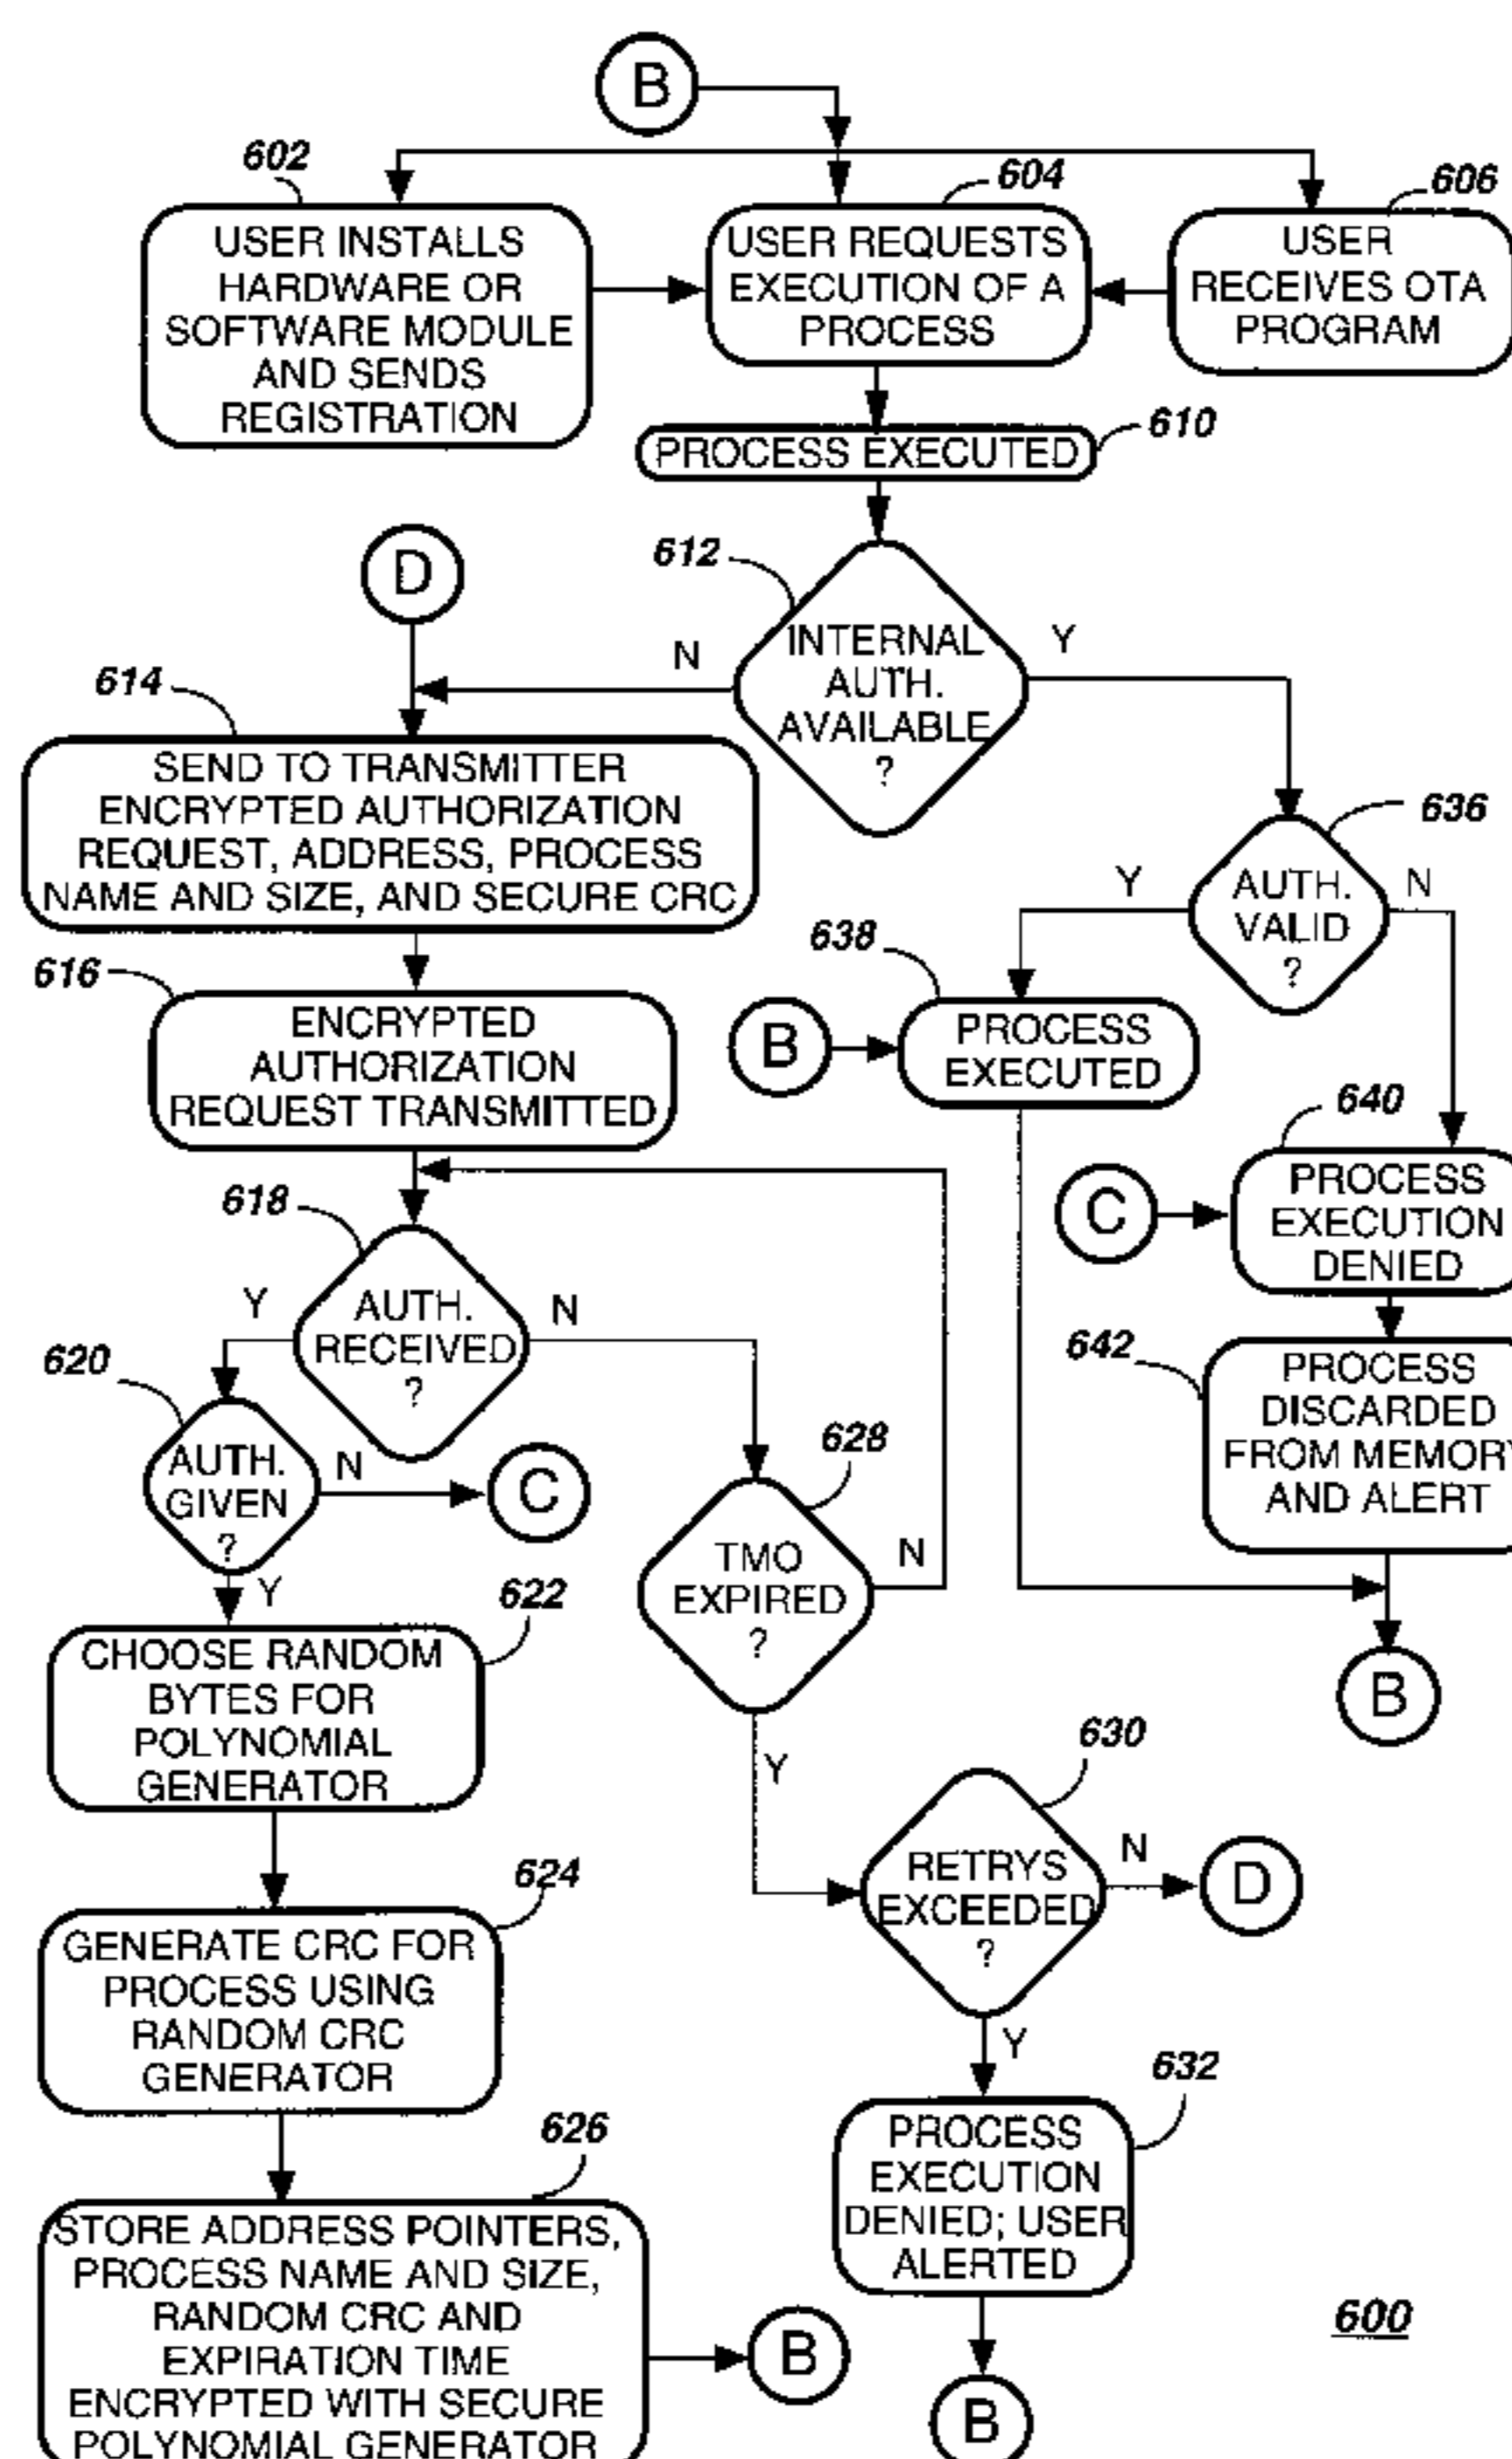 B
602
604
606
USER INSTALLS
HARDWARE OR
SOFTWARE MODULE
AND SENDS
REGISTRATION
USER REQUESTS
EXECUTION OF A
PROCESS
USER
RECEIVES OTA
PROGRAM
PROCESS EXECUTED
610
D
612
INTERNAL
AUTH.
AVAILABLE
?
N
Y
614
SEND TO TRANSMITTER
ENCRYPTED AUTHORIZATION
REQUEST, ADDRESS, PROCESS
NAME AND SIZE, AND SECURE CRC
636
AUTH.
VALID
?
Y
N
638
PROCESS
EXECUTED
B
616
ENCRYPTED
AUTHORIZATION
REQUEST TRANSMITTED
640
PROCESS
EXECUTION
DENIED
C
618
AUTH.
RECEIVED
?
Y
N
642
PROCESS
DISCARDED
FROM MEMORY
AND ALERT
B
620
AUTH.
GIVEN
?
N
C
Y
628
TMO
EXPIRED
?
N
Y
622
CHOOSE RANDOM
BYTES FOR
POLYNOMIAL
GENERATOR
630
RETRYS
EXCEEDED
?
N
D
Y
624
GENERATE CRC FOR
PROCESS USING
RANDOM CRC
GENERATOR
632
PROCESS
EXECUTION
DENIED; USER
ALERTED
B
626
STORE ADDRESS POINTERS,
PROCESS NAME AND SIZE,
RANDOM CRC AND
EXPIRATION TIME
ENCRYPTED WITH SECURE
POLYNOMIAL GENERATOR
B
600